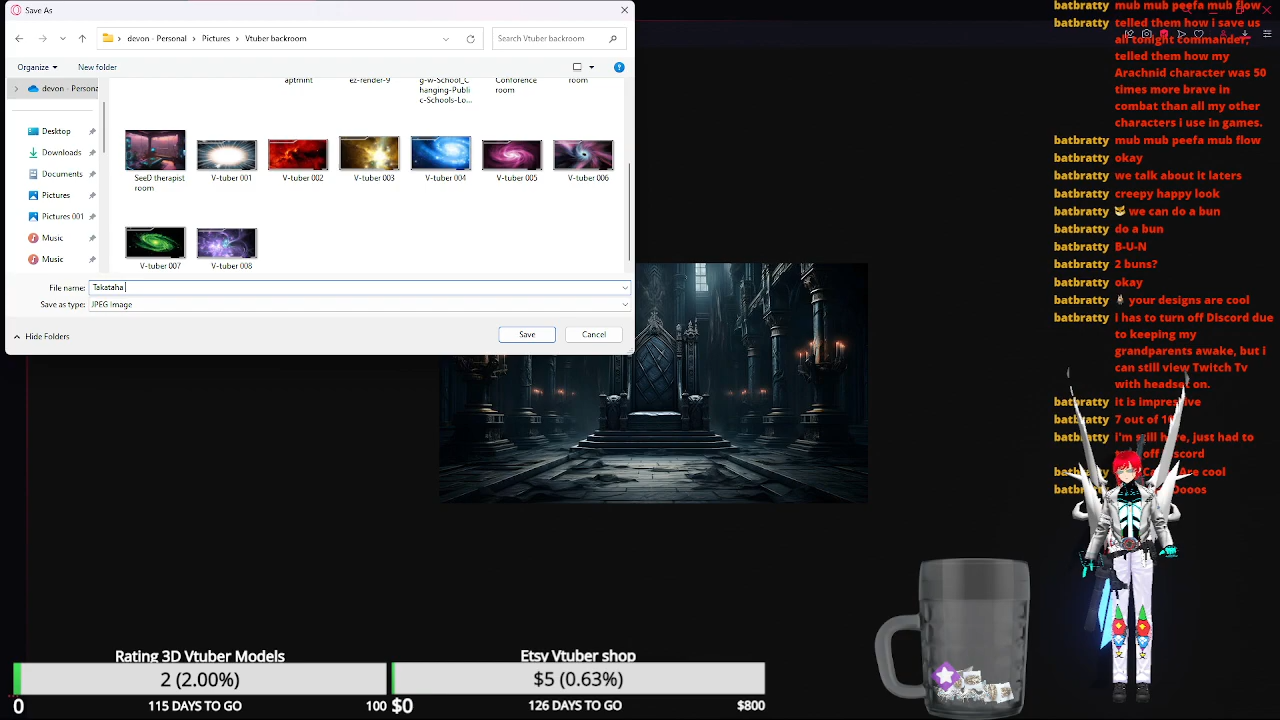 Save As
devon - Personal
Pictures
Vtuber backroom
Search Vtuber backroom
Organize
New folder
devon - Persona
Desktop
Downloads
Documents
Pictures
Pictures 001
Music
Music
aptmint
ez-render-9
g-w-School_C
hanging-Publi
c-Schools-Lo...
Conference
room
room
SeeD therapist
room
V-tuber 001
V-tuber 002
V-tuber 003
V-tuber 004
V-tuber 005
V-tuber 006
V-tuber 007
V-tuber 008
File name:
Takataha
Save as type:
JPEG Image
Hide Folders
Save
Cancel
batbratty mub mub peefa mub flow
batbratty telled them how i save us
all tonight commander,
telled them how my
Arachnid character was 50
times more brave in
combat than all my other
characters i use in games.
batbratty mub mub peefa mub flow
batbratty okay
batbratty we talk about it laters
batbratty creepy happy look
batbratty we can do a bun
batbratty do a bun
batbratty B-U-N
batbratty 2 buns?
batbratty okay
batbratty your designs are cool
batbratty i has to turn off Discord due
to keeping my
grandparents awake, but i
can still view Twitch Tv
with headset on.
batbratty it is impressive
batbratty 7 out of
batbratty i'm still here, just had to
off Discord
Are cool
Rating 3D Vtuber Models
2 (2.00%)
0
115 DAYS TO GO
100
Etsy Vtuber shop
$5 (0.63%)
$0
126 DAYS TO GO
$800